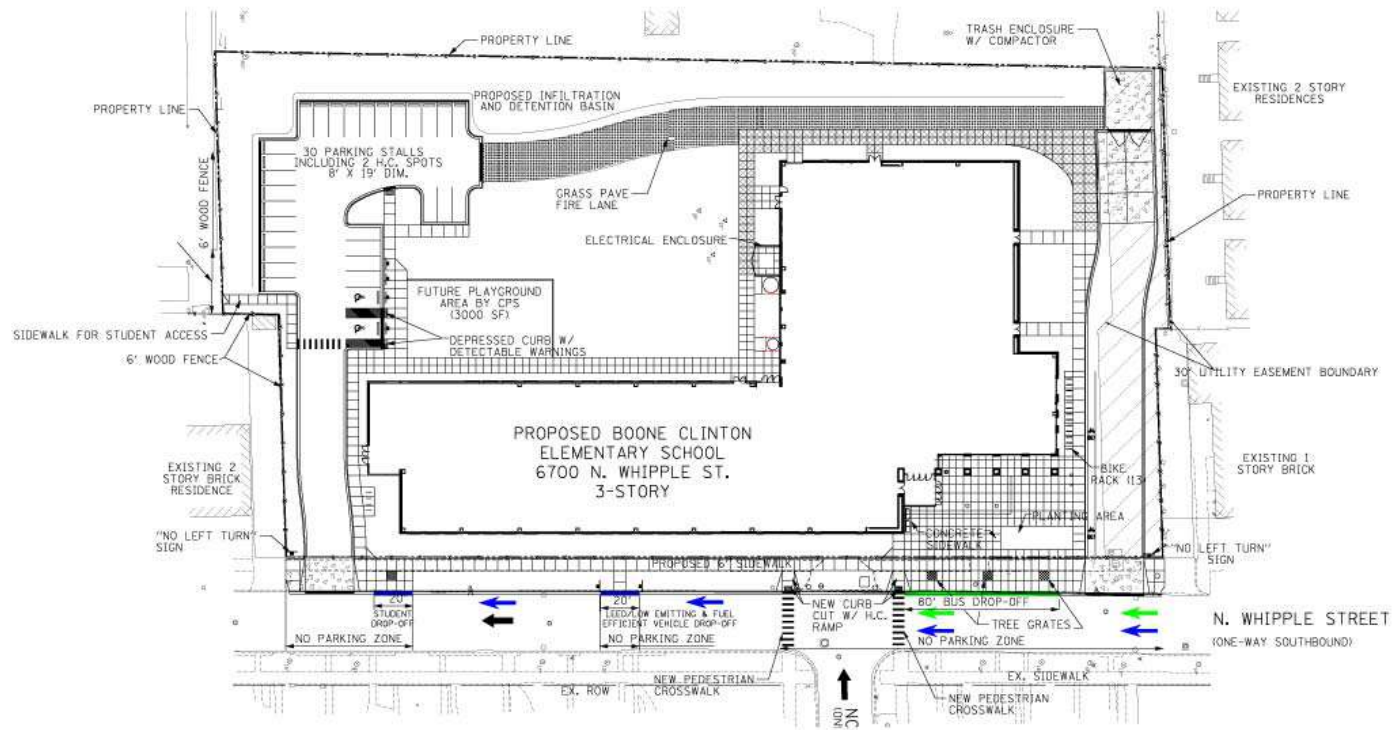 TRASH ENCLOSURE
W/ COMPACTOR
PROPERTY LINE
PROPERTY LINE
PROPOSED INFILTRATION
AND DETENTION BASIN
EXISTING 2 STORY
RESIDENCES
30 PARKING STALLS
INCLUDING 2 H.C. SPOTS
8' X 19' DIM.
6' WOOD FENCE
GRASS PAVE
FIRE LANE
PROPERTY LINE
ELECTRICAL ENCLOSURE
FUTURE PLAYGROUND
AREA BY CPS
(3000 SF)
SIDEWALK FOR STUDENT ACCESS
DEPRESSED CURB W/
DETECTABLE WARNINGS
6' WOOD FENCE
30' UTILITY EASEMENT BOUNDARY
PROPOSED BOONE CLINTON
ELEMENTARY SCHOOL
6700 N. WHIPPLE ST.
3-STORY
EXISTING 2
STORY BRICK
RESIDENCE
BIKE
RACK (13
EXISTING 1
STORY BRICK
PLANTING AREA
CONCRETE
SIDEWALK
"NO LEFT TURN"
SIGN
"NO LEFT TURN"
SIGN
PROPOSED 6' SIDEWALK
20'
STUDENT
DROP-OFF
20'
LEED/LOW EMITTING & FUEL
EFFICIENT VEHICLE DROP-OFF
NEW CURB
CUT W/ H.C.
RAMP
80' BUS DROP-OFF
TREE GRATES
N. WHIPPLE STREET
(ONE-WAY SOUTHBOUND)
NO PARKING ZONE
NO PARKING ZONE
NO PARKING ZONE
NEW PEDESTRIAN
CROSSWALK
EX. ROW
EX. SIDEWALK
NEW PEDESTRIAN
CROSSWALK